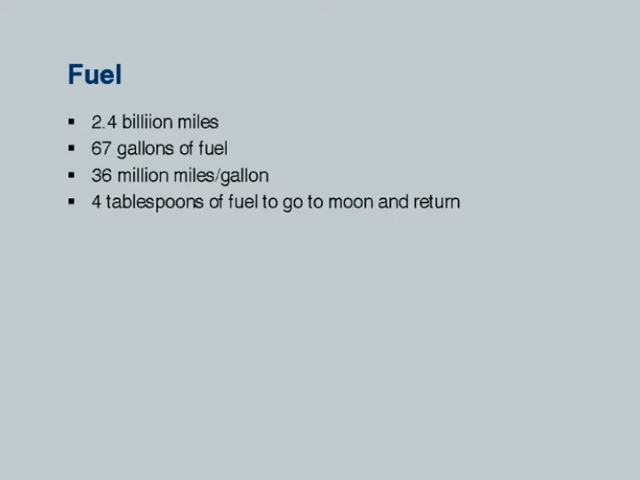 Fuel
▪ 2.4 billiion miles
▪ 67 gallons of fuel
▪ 36 million miles/gallon
▪ 4 tablespoons of fuel to go to moon and return